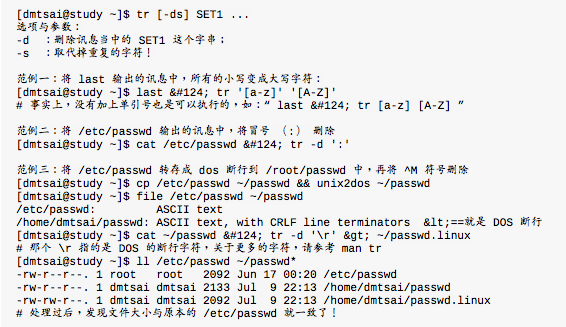 [dmtsai@study ~]$ tr [-ds] SET1 ...
选项与参数：
-d ：删除讯息当中的 SET1 这个字串；
-s ：取代掉重复的字符！
范例一：将 last 输出的讯息中，所有的小写变成大写字符：
[dmtsai@study ~]$ last &#124; tr '[a-z]' '[A-Z]'
# 事实上，没有加上单引号也是可以执行的，如：“ last &#124; tr [a-z] [A-Z] ”
范例二：将 /etc/passwd 输出的讯息中，将冒号 （:） 删除
[dmtsai@study ~]$ cat /etc/passwd &#124; tr -d ':'
范例三：将 /etc/passwd 转存成 dos 断行到 /root/passwd 中，再将 ^M 符号删除
[dmtsai@study ~]$ cp /etc/passwd ~/passwd && unix2dos ~/passwd
[dmtsai@study ~]$ file /etc/passwd ~/passwd
/etc/passwd: ASCII text
/home/dmtsai/passwd: ASCII text, with CRLF line terminators &lt;==就是 DOS 断行
[dmtsai@study ~]$ cat ~/passwd &#124; tr -d '\r' &gt; ~/passwd.linux
# 那个 \r 指的是 DOS 的断行字符，关于更多的字符，请参考 man tr
[dmtsai@study ~]$ ll /etc/passwd ~/passwd*
-rw-r--r--. 1 root root 2092 Jun 17 00:20 /etc/passwd
-rw-r--r--. 1 dmtsai dmtsai 2133 Jul 9 22:13 /home/dmtsai/passwd
-rw-rw-r--. 1 dmtsai dmtsai 2092 Jul 9 22:13 /home/dmtsai/passwd.linux
# 处理过后，发现文件大小与原本的 /etc/passwd 就一致了！